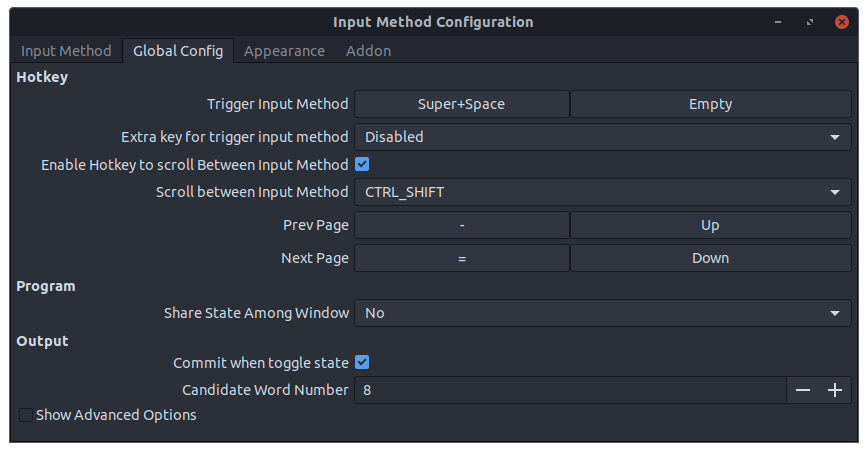 Input Method Configuration
Input Method Global Config Appearance Addon
Hotkey
Trigger Input Method Super+Space Empty
Extra key for trigger input method Disabled
Enable Hotkey to scroll Between Input Method
Scroll between Input Method CTRL_SHIFT
Prev Page - Up
Next Page = Down
Program
Share State Among Window No
Output
Commit when toggle state
Candidate Word Number 8
Show Advanced Options